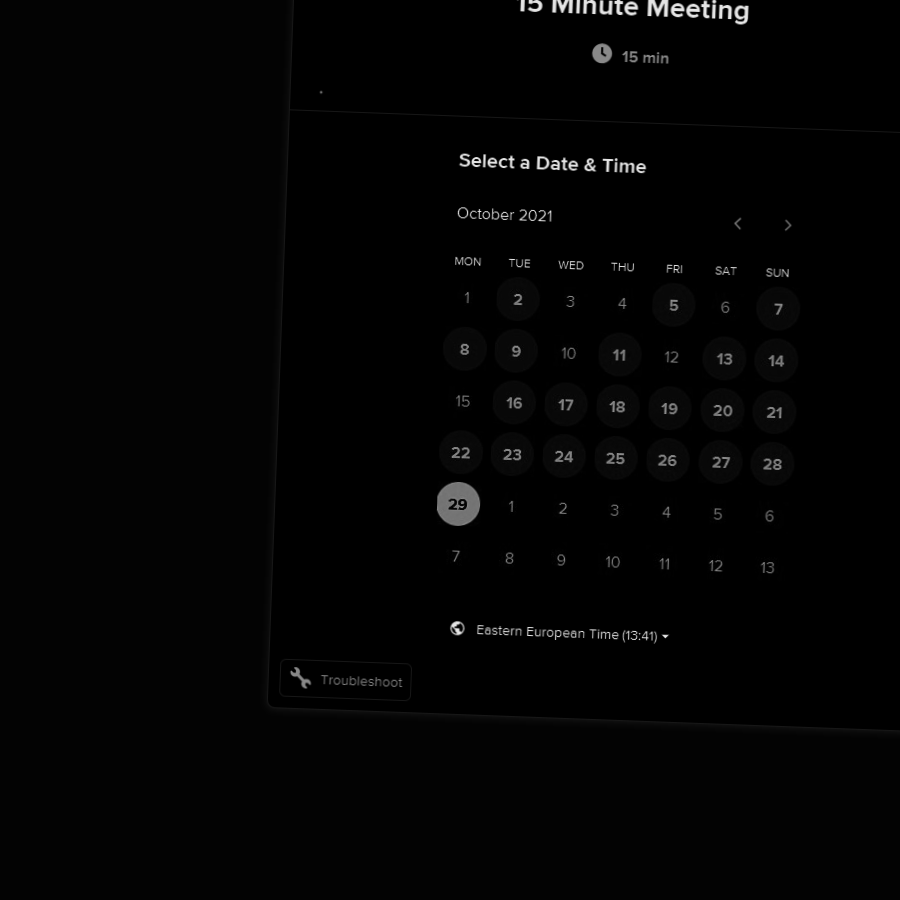 15 Minute Meeting
15 min
Select a Date & Time
October 2021
MON TUE WED THU FRI SAT SUN
1 2 3 4 5 6 7
8 9 10 11 12 13 14
15 16 17 18 19 20 21
22 23 24 25 26 27 28
29 1 2 3 4 5 6
7 8 9 10 11 12 13
Eastern European Time (13:41)
Troubleshoot